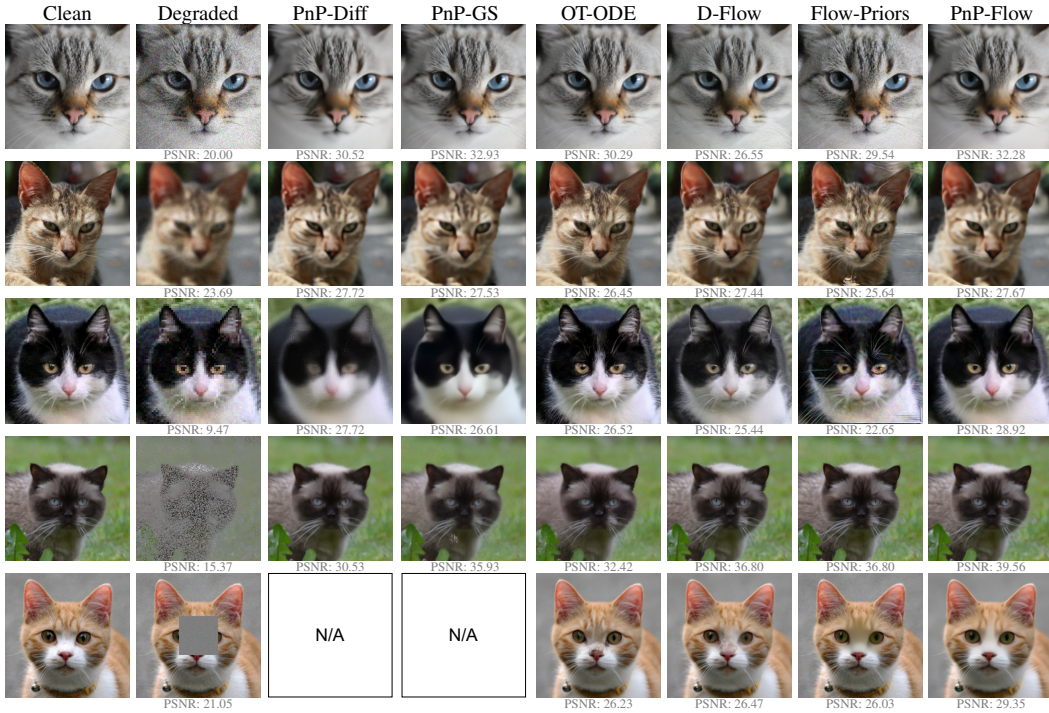 Clean Degraded PnP-Diff PnP-GS OT-ODE D-Flow Flow-Priors PnP-Flow
PSNR: 20.00 PSNR: 30.52 PSNR: 32.93 PSNR: 30.29 PSNR: 26.55 PSNR: 29.54 PSNR: 32.28
PSNR: 23.69 PSNR: 27.72 PSNR: 27.53 PSNR: 26.45 PSNR: 27.44 PSNR: 25.64 PSNR: 27.67
PSNR: 9.47 PSNR: 27.72 PSNR: 26.61 PSNR: 26.52 PSNR: 25.44 PSNR: 22.65 PSNR: 28.92
PSNR: 15.37 PSNR: 30.53 PSNR: 35.93 PSNR: 32.42 PSNR: 36.80 PSNR: 36.80 PSNR: 39.56
N/A N/A
PSNR: 21.05 PSNR: 26.23 PSNR: 26.47 PSNR: 26.03 PSNR: 29.35